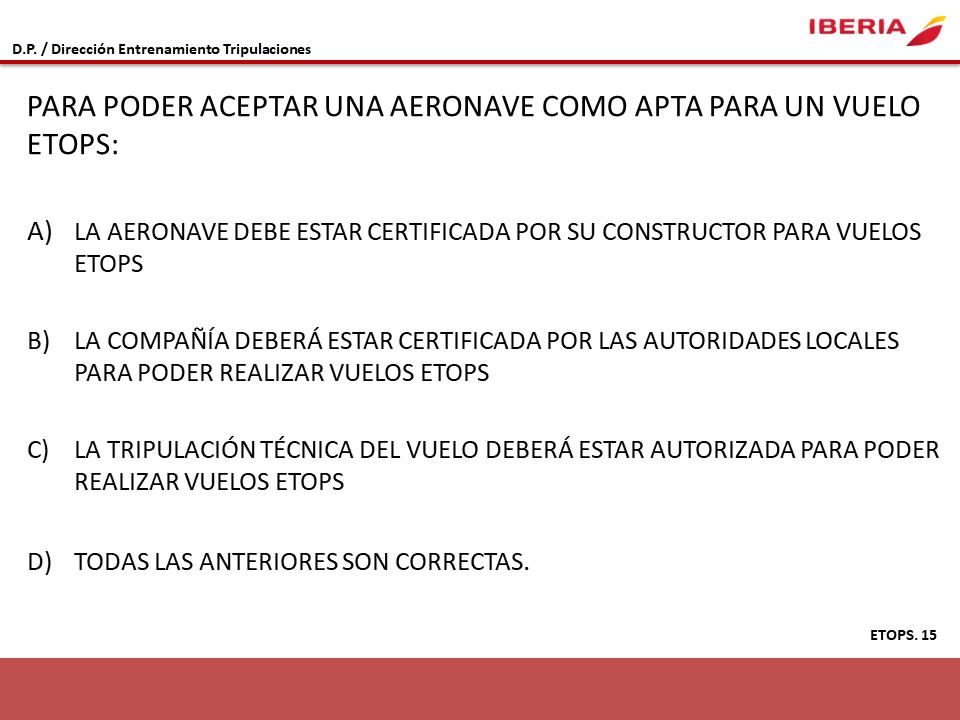 IBERIA
D.P. / Dirección Entrenamiento Tripulaciones
PARA PODER ACEPTAR UNA AERONAVE COMO APTA PARA UN VUELO
ETOPS:
A) LA AERONAVE DEBE ESTAR CERTIFICADA POR SU CONSTRUCTOR PARA VUELOS
ETOPS
B) LA COMPAÑÍA DEBERÁ ESTAR CERTIFICADA POR LAS AUTORIDADES LOCALES
PARA PODER REALIZAR VUELOS ETOPS
C) LA TRIPULACIÓN TÉCNICA DEL VUELO DEBERÁ ESTAR AUTORIZADA PARA PODER
REALIZAR VUELOS ETOPS
D) TODAS LAS ANTERIORES SON CORRECTAS.
ETOPS. 15